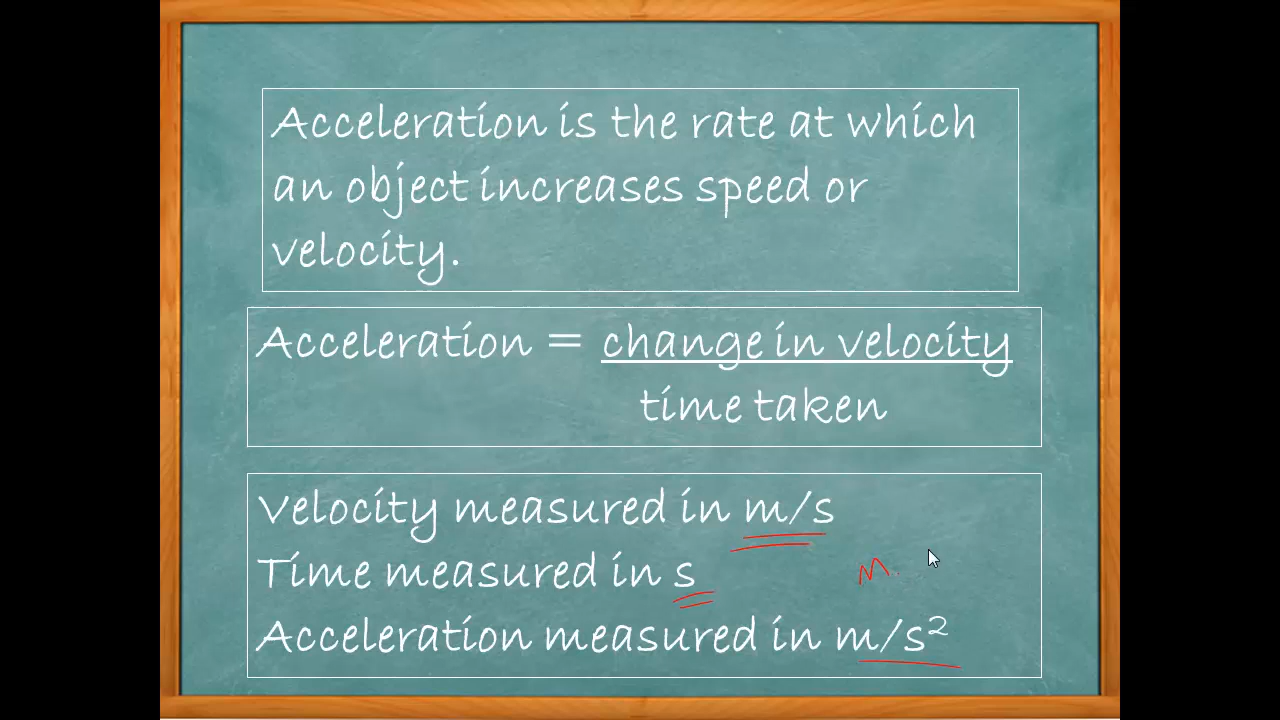 Acceleration is the rate at which
an object increases speed or
velocity.
Acceleration = change in velocity
time taken
Velocity measured in m/s
Time measured in s
m
Acceleration measured in m/s²